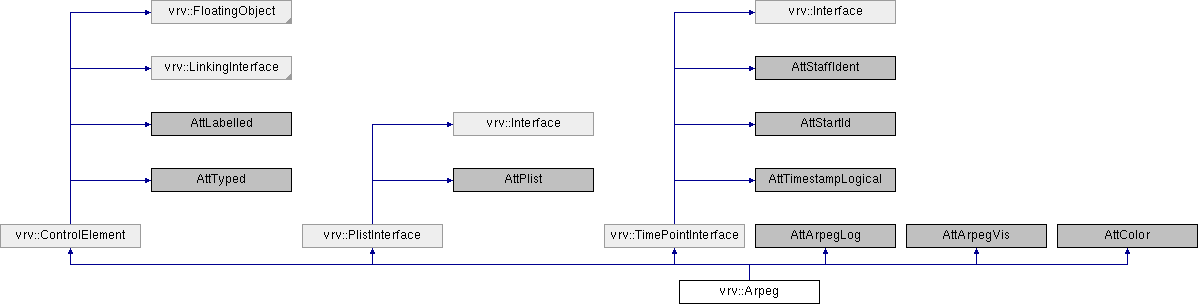 vrv::FloatingObject
vrv::Interface
vrv::LinkingInterface
AttStaffIdent
AttLabelled
vrv::Interface
AttStartId
AttTyped
AttPlist
AttTimestampLogical
vrv::ControlElement
vrv::PlistInterface
vrv::TimePointInterface
AttArpegLog
AttArpegVis
AttColor
vrv::Arpeg